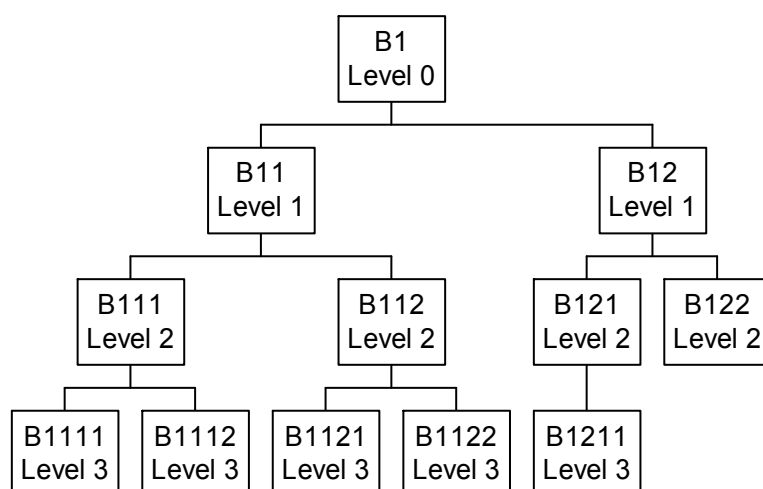 B1
Level 0
B11
Level 1
B12
Level 1
B111
Level 2
B112
Level 2
B121
Level 2
B122
Level 2
B1111
Level 3
B1112
Level 3
B1121
Level 3
B1122
Level 3
B1211
Level 3